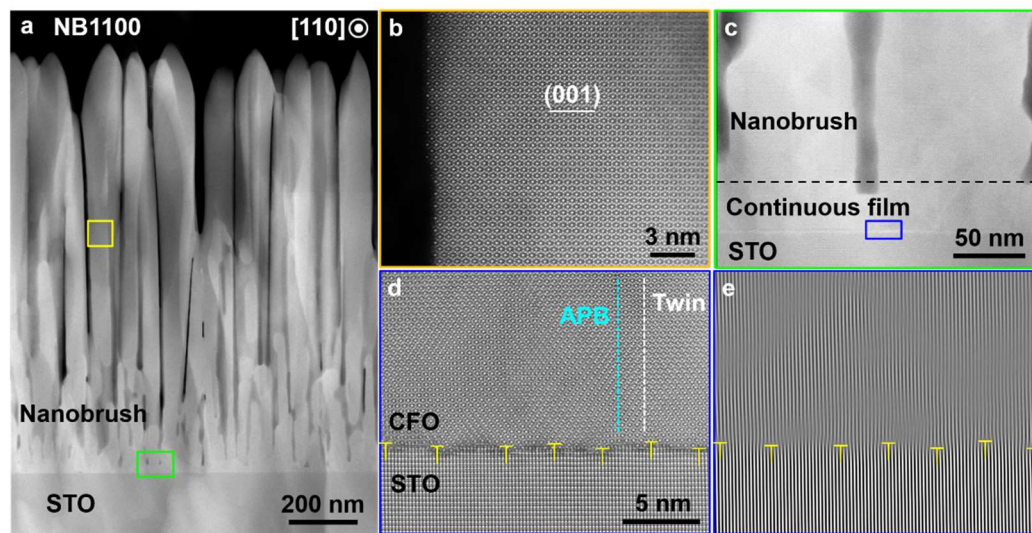 a NB1100 [110]
Nanobrush
STO
200 nm
b
(001)
3 nm
c
Nanobrush
Continuous film
STO
50 nm
d
APB
Twin
CFO
STO
5 nm
e